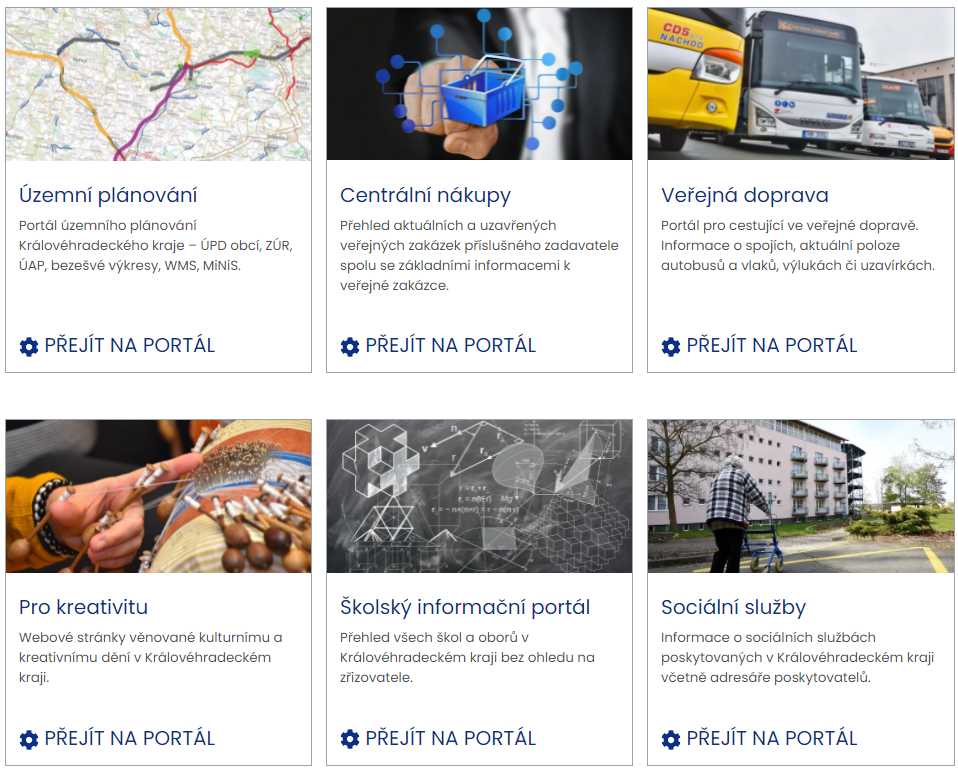 CDS
NÁCHOD
Územní plánování
Portál územního plánování
Královéhradeckého kraje – ÚPD obcí, ZÚR,
ÚAP, bezešvé výkresy, WMS, MiNiS.
PŘEJÍT NA PORTÁL
Centrální nákupy
Přehled aktuálních a uzavřených
veřejných zakázek příslušného zadavatele
spolu se základními informacemi k
veřejné zakázce.
PŘEJÍT NA PORTÁL
Veřejná doprava
Portál pro cestující ve veřejné dopravě.
Informace o spojích, aktuální poloze
autobusů a vlaků, výlukách či uzavírkách.
PŘEJÍT NA PORTÁL
Pro kreativitu
Webové stránky věnované kulturnímu a
kreativnímu dění v Královéhradeckém
kraji.
PŘEJÍT NA PORTÁL
Školský informační portál
Přehled všech škol a oborů v
Královéhradeckém kraji bez ohledu na
zřizovatele.
PŘEJÍT NA PORTÁL
Sociální služby
Informace o sociálních službách
poskytovaných v Královéhradeckém kraji
včetně adresáře poskytovatelů.
PŘEJÍT NA PORTÁL